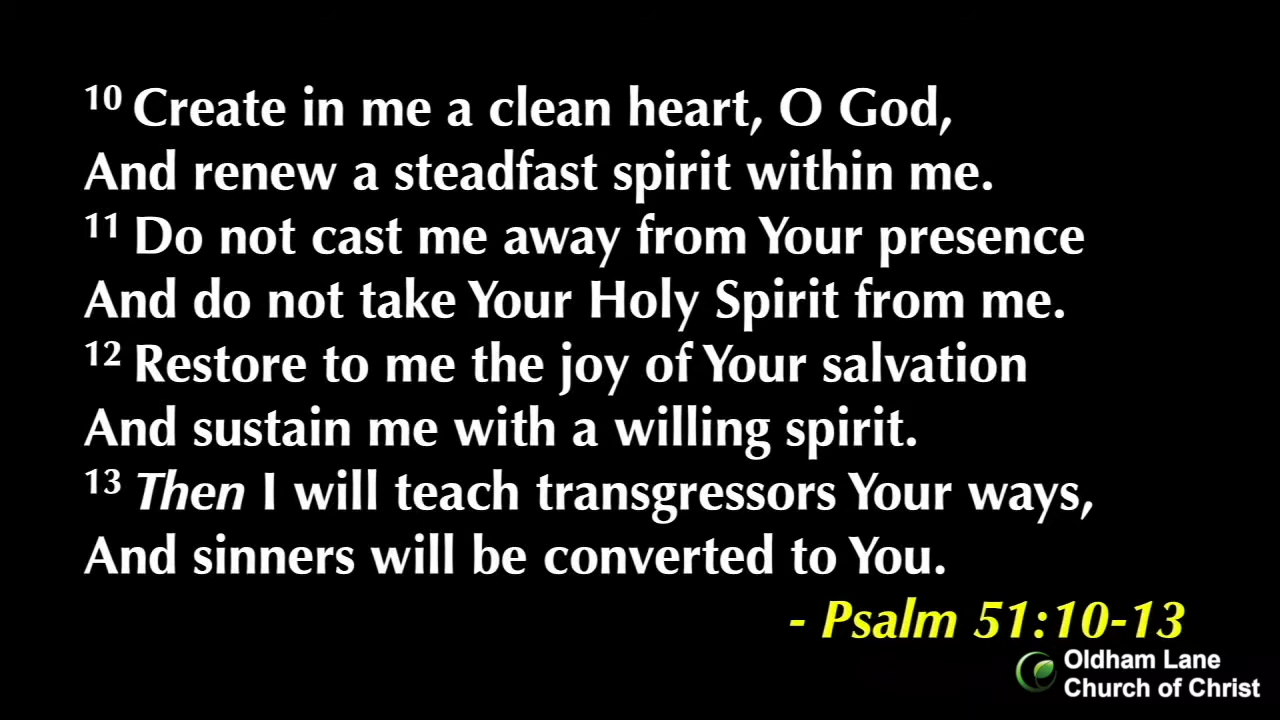 10 Create in me a clean heart, O God,
And renew a steadfast spirit within me.
11 Do not cast me away from Your presence
And do not take Your Holy Spirit from me.
12 Restore to me the joy of Your salvation
And sustain me with a willing spirit.
13 Then I will teach transgressors Your ways,
And sinners will be converted to You.
- Psalm 51:10-13
Oldham Lane
Church of Christ